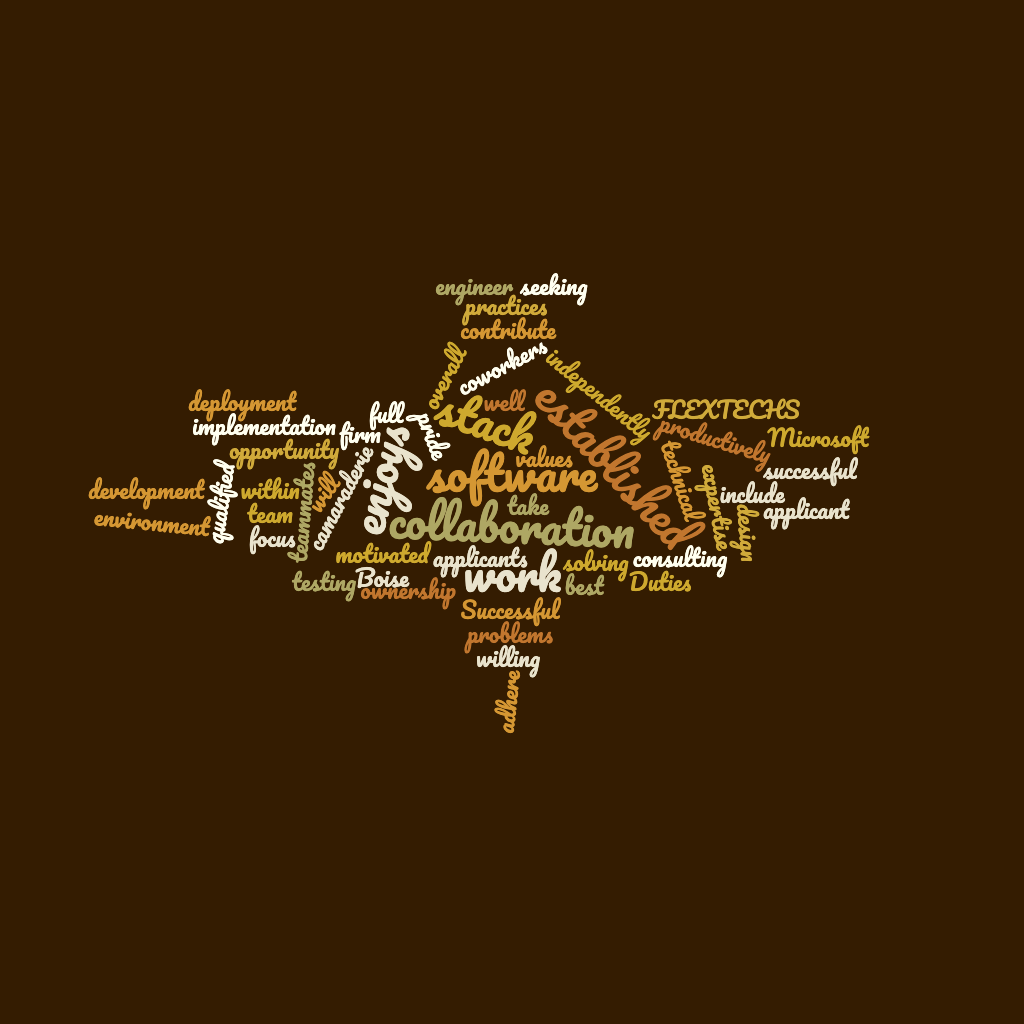 engineer
seeking
practices
contribute
overall
coworkers
independently
deployment
implementation
full
firm
pride
stack
well
established
FLEXTECHS
productively
Microsoft
opportunity
enjoys
camaraderie
values
software
technical
expertise
successful
development
qualified
within
teammates
will
include
design
applicant
environment
team
focus
take
collaboration
motivated
applicants
solving
consulting
testing
Boise
ownership
work
best
Duties
Successful
problems
willing
adhere